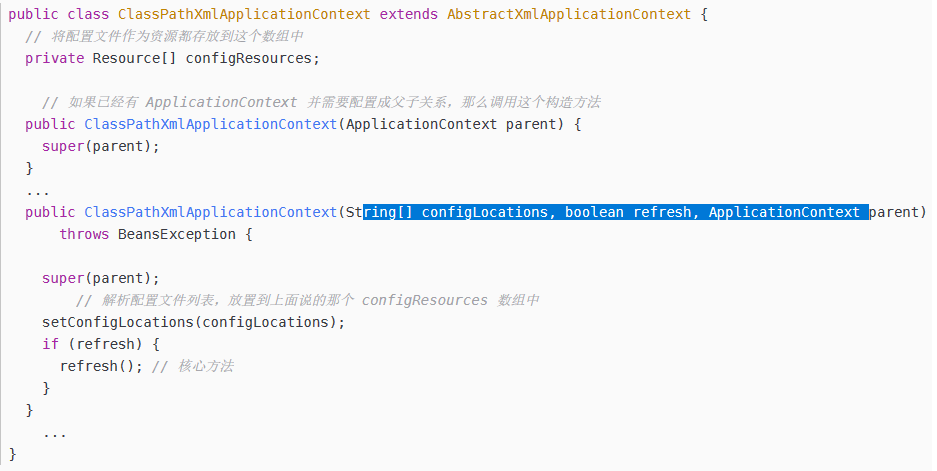 public class ClassPathXmlApplicationContext extends AbstractXmlApplicationContext {
// 将配置文件作为资源都存放到这个数组中
private Resource[] configResources;
// 如果已经有 ApplicationContext 并需要配置成父子关系，那么调用这个构造方法
public ClassPathXmlApplicationContext(ApplicationContext parent) {
super(parent);
}
...
public ClassPathXmlApplicationContext(String[] configLocations, boolean refresh, ApplicationContext parent)
throws BeansException {
super(parent);
// 解析配置文件列表，放置到上面说的那个 configResources 数组中
setConfigLocations(configLocations);
if (refresh) {
refresh(); // 核心方法
}
}
...
}